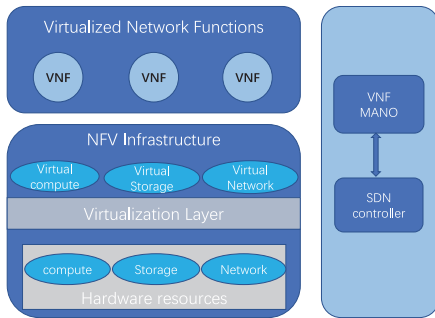 Virtualized Network Functions
VNF
VNF
VNF
NFV Infrastructure
Virtual
compute
Virtual
Storage
Virtual
Network
Virtualization Layer
compute
Storage
Network
Hardware resources
VNF
MANO
SDN
controller